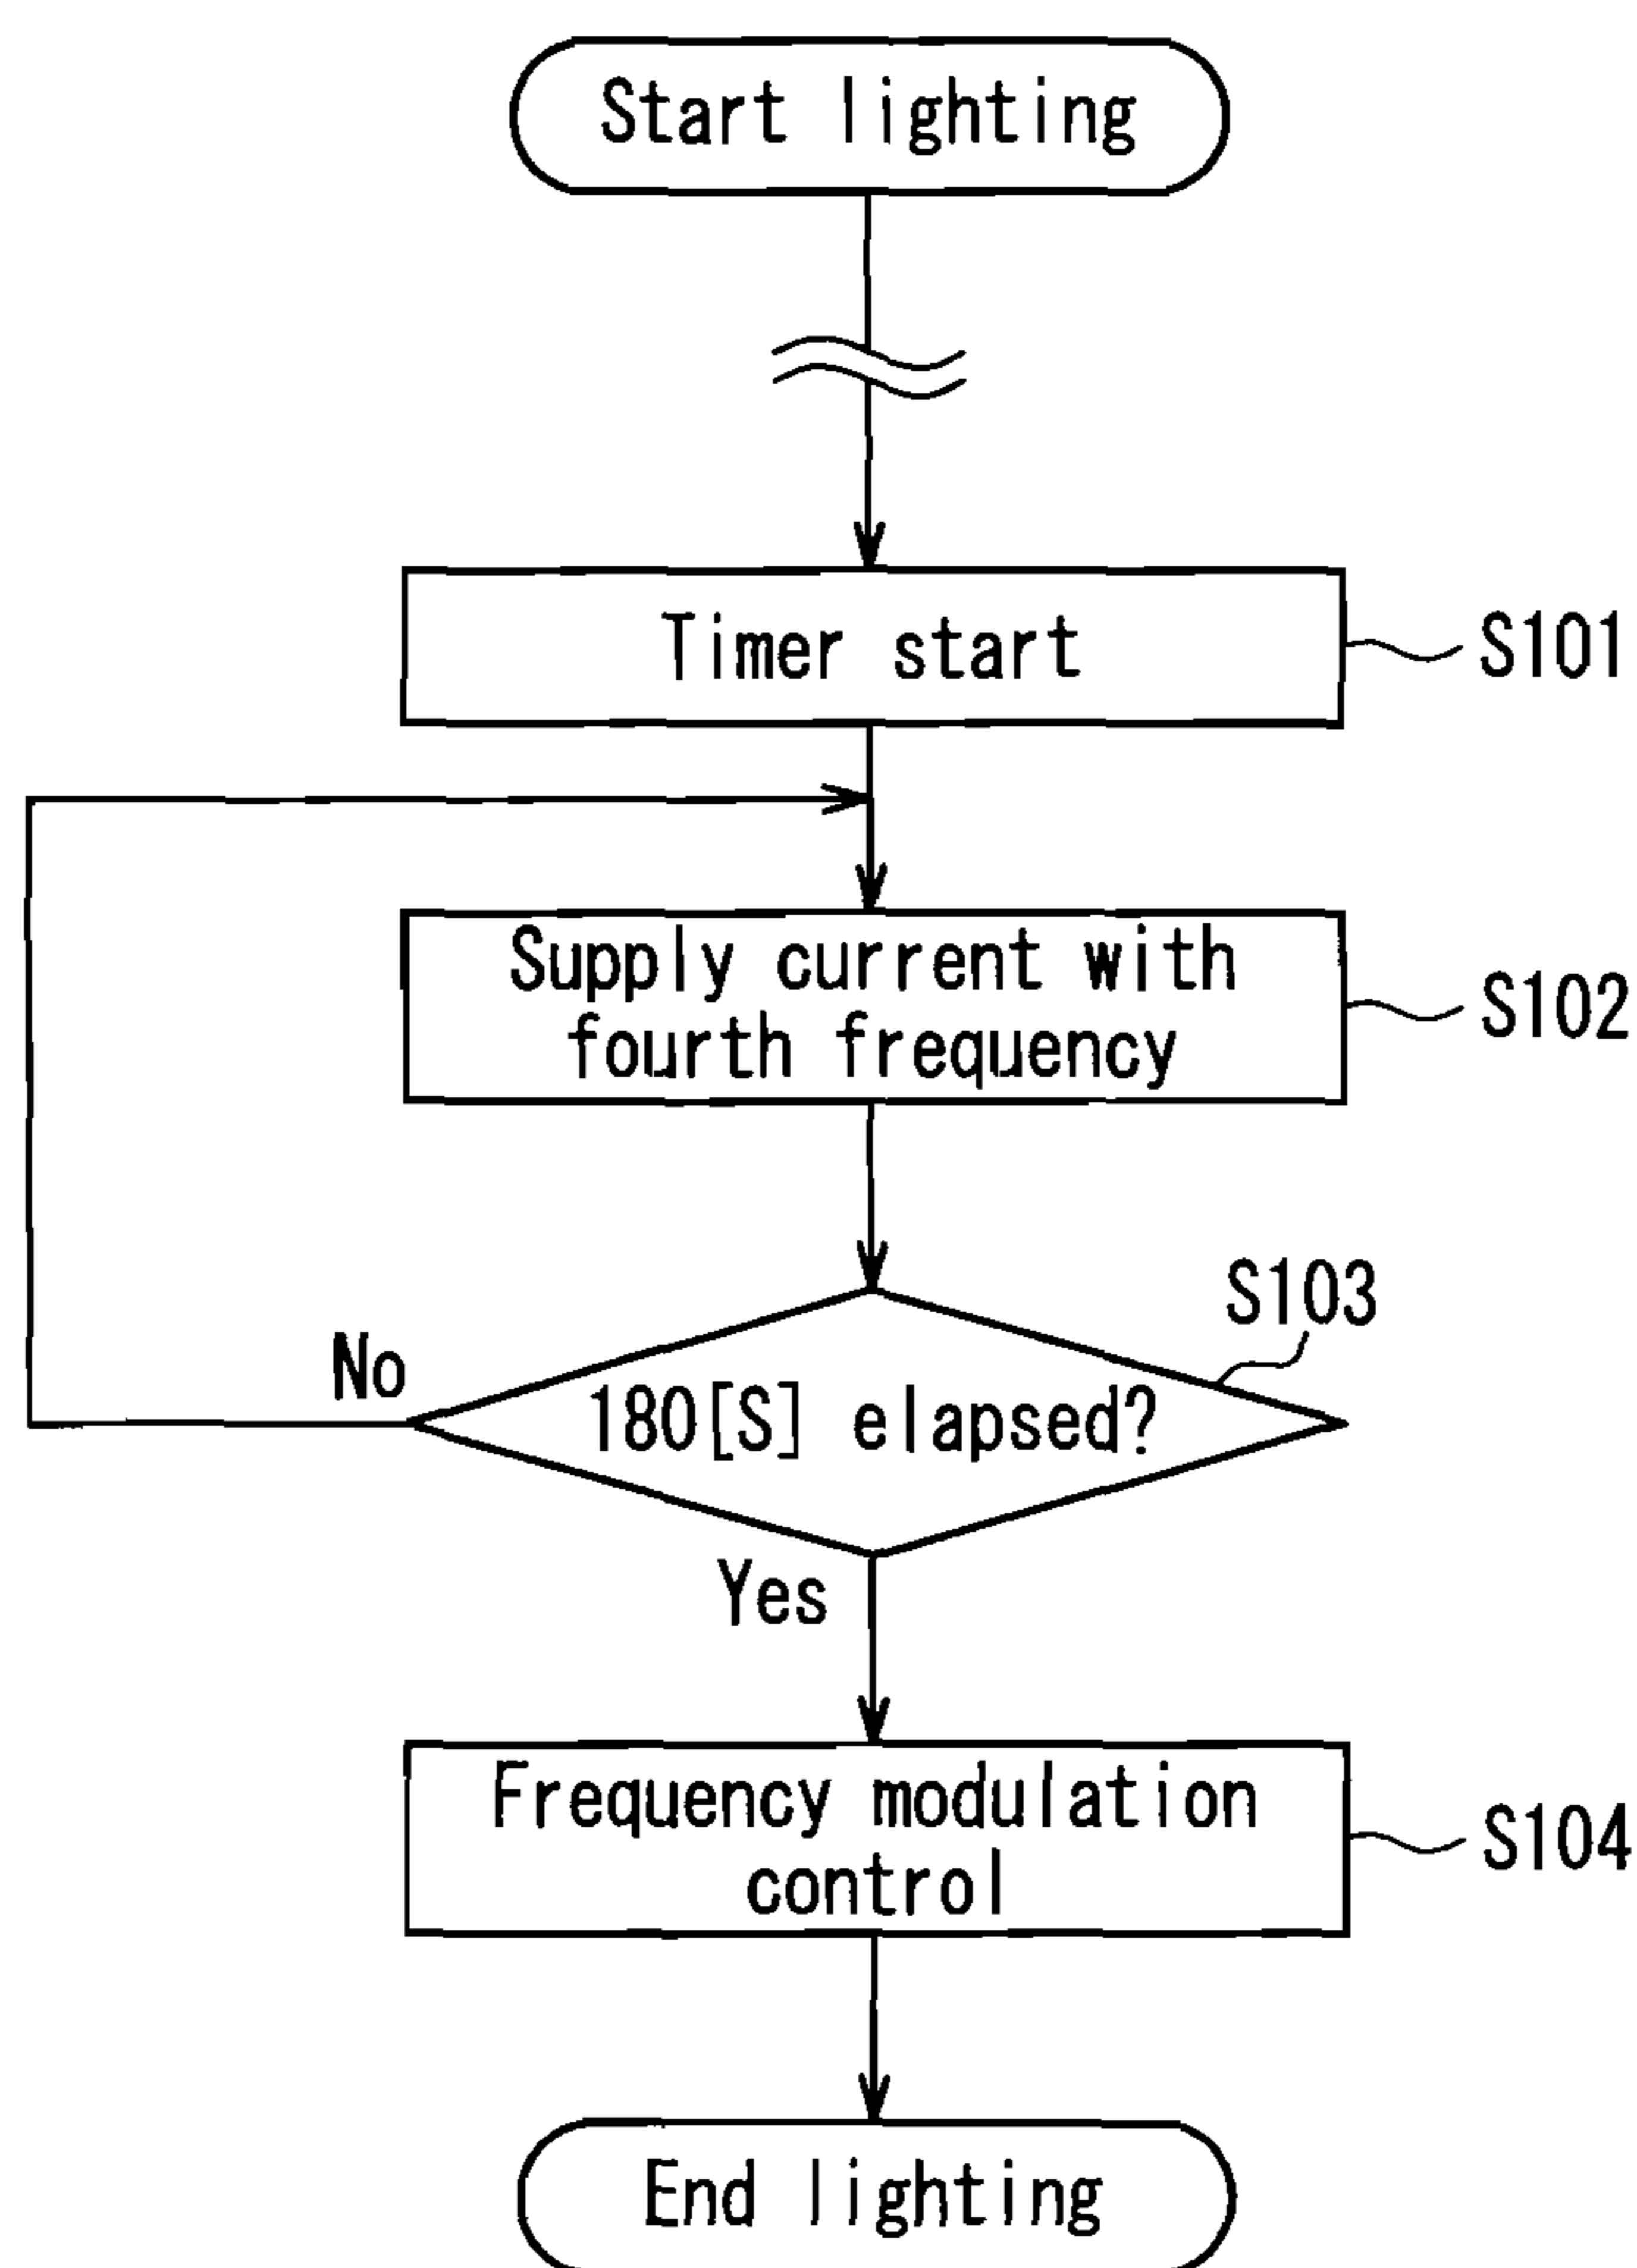 Start lighting
Timer start
S101
Supply current with
fourth frequency
S102
S103
No
180[S] elapsed?
Yes
Frequency modulation
control
S104
End lighting